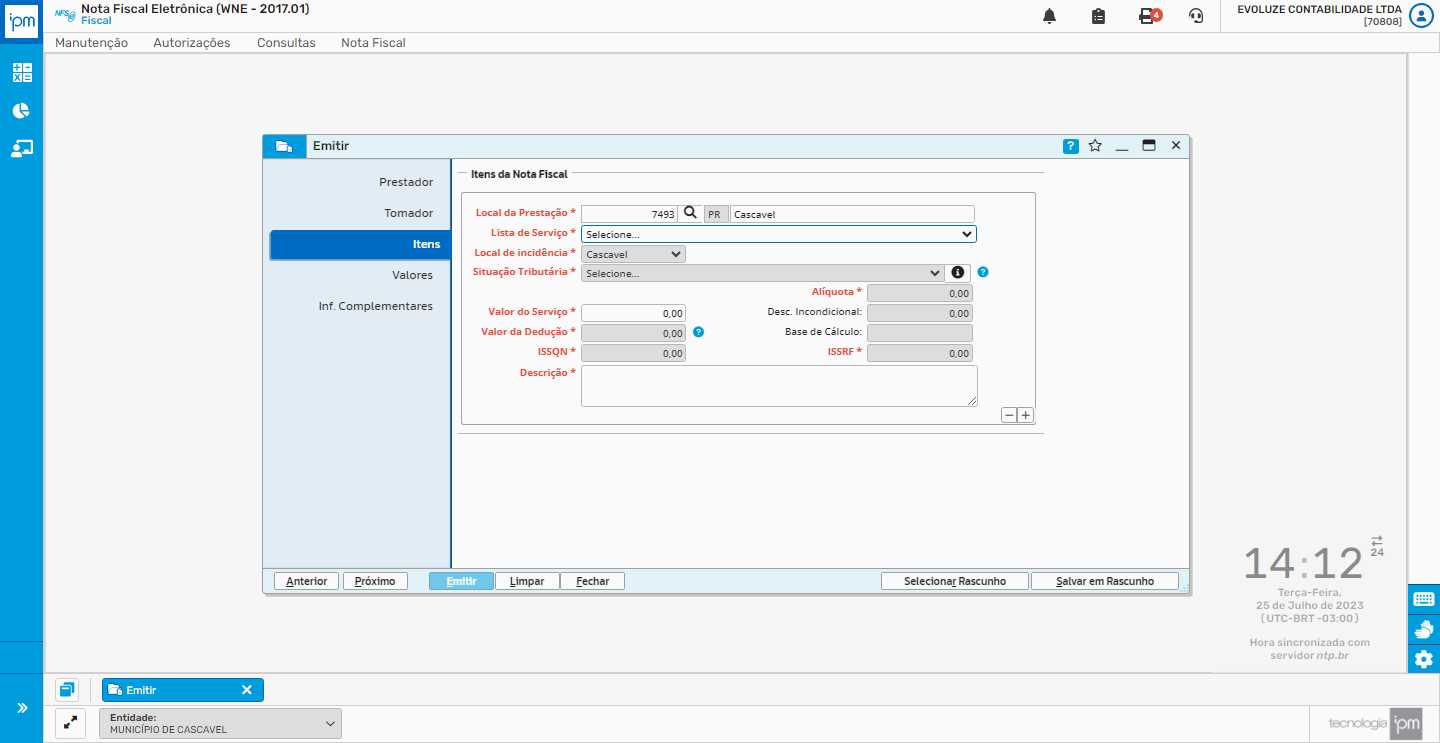 ipm
NFS@
Nota Fiscal Eletrônica (WNE - 2017.01)
Fiscal
4
EVOLUZE CONTABILIDADE LTDA
[70808]
Manutenção Autorizações Consultas Nota Fiscal
Emitir
?
Prestador
Tomador
Itens
Valores
Inf. Complementares
Itens da Nota Fiscal
Local da Prestação * 7493 PR Cascavel
Lista de Serviço * Selecione...
Local de incidência * Cascavel
Situação Tributária * Selecione... ?
Alíquota * 0,00
Valor do Serviço * 0,00 Desc. Incondicional: 0,00
Valor da Dedução * 0,00 ? Base de Cálculo:
ISSQN * 0,00 ISSRF * 0,00
Descrição *
Anterior Próximo Emitir Limpar Fechar Selecionar Rascunho Salvar em Rascunho
14:12
24
Terça-Feira,
25 de Julho de 2023
(UTC-BRT -03:00)
Hora sincronizada com
servidor ntp.br
Emitir
Entidade:
MUNICÍPIO DE CASCAVEL
tecnologia ipm